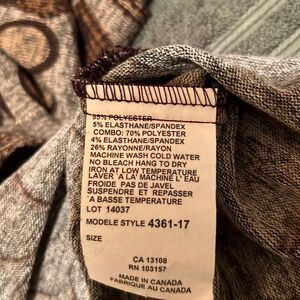 95% POLYESTER
5% ELASTHANE/SPANDEX
COMBO: 70% POLYESTER
4% ELASTHANE/SPANDEX
26% RAYONNE/RAYON
MACHINE WASH COLD WATER
NO BLEACH HANG TO DRY
IRON AT LOW TEMPERATURE
LAVER `A LA MACHINE L' EAU
FROIDE PAS DE JAVEL
SUSPENDRE ET REPASSER
`A BASSE TEMPERATURE
LOT 14037
MODELE STYLE 4361-17
SIZE
CA 13108
RN 103157
MADE IN CANADA
FABRIQUE AU CANADA